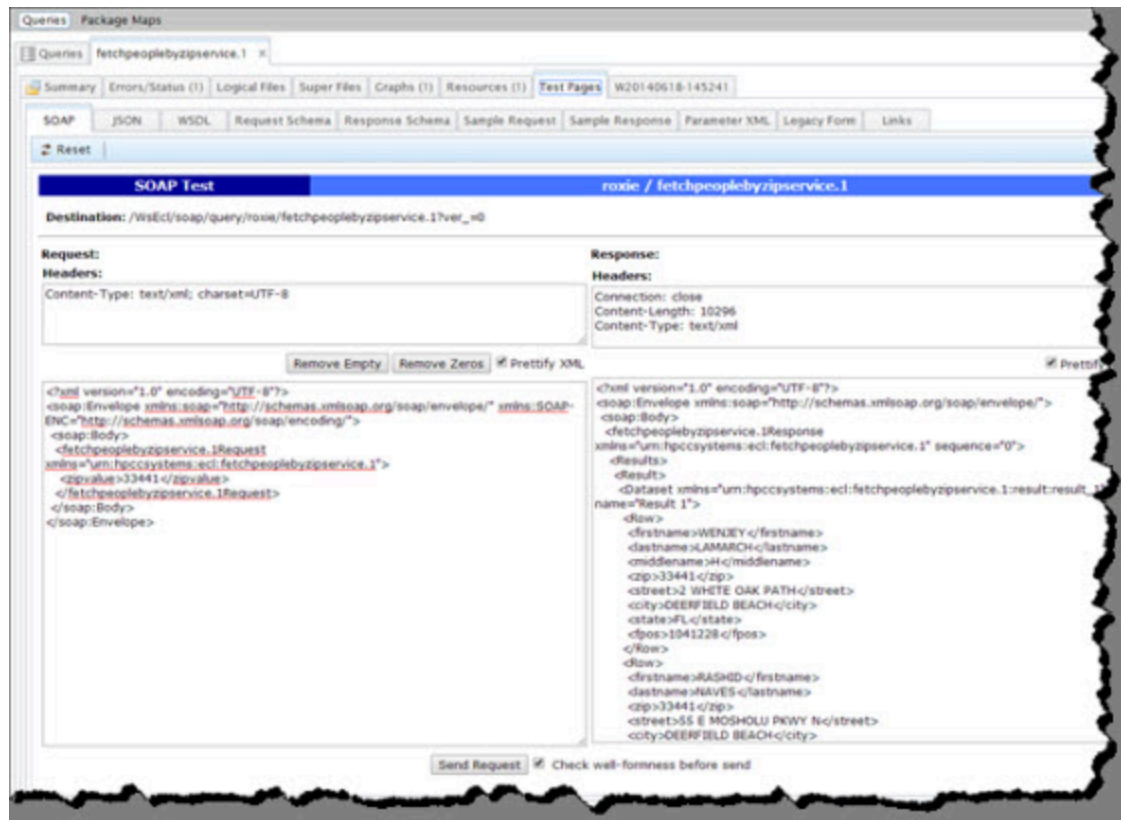 Queries Package Maps
Queries fetchpeoplebyzipservice.1 ×
Summary Errors/Status (1) Logical Files Super Files Graphs (1) Resources (1) Test Pages W20140618-145241
SOAP JSON WSDL Request Schema Response Schema Sample Request Sample Response Parameter XML Legacy Form Links
Reset
SOAP Test roxie / fetchpeoplebyzipservice.1
Destination: /WsEcl/soap/query/roxie/fetchpeoplebyzipservice.1?ver_=0
Request:
Headers:
Content-Type: text/xml; charset=UTF-8
Remove Empty Remove Zeros Prettify XML
<?xml version="1.0" encoding="UTF-8"?>
<soap:Envelope xmlns:soap="http://schemas.xmlsoap.org/soap/envelope/" xmlns:SOAP-
ENC="http://schemas.xmlsoap.org/soap/encoding/">
<soap:Body>
<fetchpeoplebyzipservice.1Request
xmlns="urn:hpccsystems:ecl:fetchpeoplebyzipservice.1">
<zipvalue>33441</zipvalue>
</fetchpeoplebyzipservice.1Request>
</soap:Body>
</soap:Envelope>
Response:
Headers:
Connection: close
Content-Length: 10296
Content-Type: text/xml
Prettify
<?xml version="1.0" encoding="UTF-8"?>
<soap:Envelope xmlns:soap="http://schemas.xmlsoap.org/soap/envelope/">
<soap:Body>
<fetchpeoplebyzipservice.1Response
xmlns="urn:hpccsystems:ecl:fetchpeoplebyzipservice.1" sequence="0">
<Results>
<Result>
<Dataset xmlns="urn:hpccsystems:ecl:fetchpeoplebyzipservice.1:result:result_1
name="Result 1">
<Row>
<firstname>WENJEY</firstname>
<lastname>LAMARCH</lastname>
<middlename>H</middlename>
<zip>33441</zip>
<street>2 WHITE OAK PATH</street>
<city>DEERFIELD BEACH</city>
<state>FL</state>
<fpos>1041228</fpos>
</Row>
<Row>
<firstname>RASHID</firstname>
<lastname>NAVES</lastname>
<zip>33441</zip>
<street>55 E MOSHOLU PKWY N</street>
<city>DEERFIELD BEACH</city>
Send Request Check well-formness before send